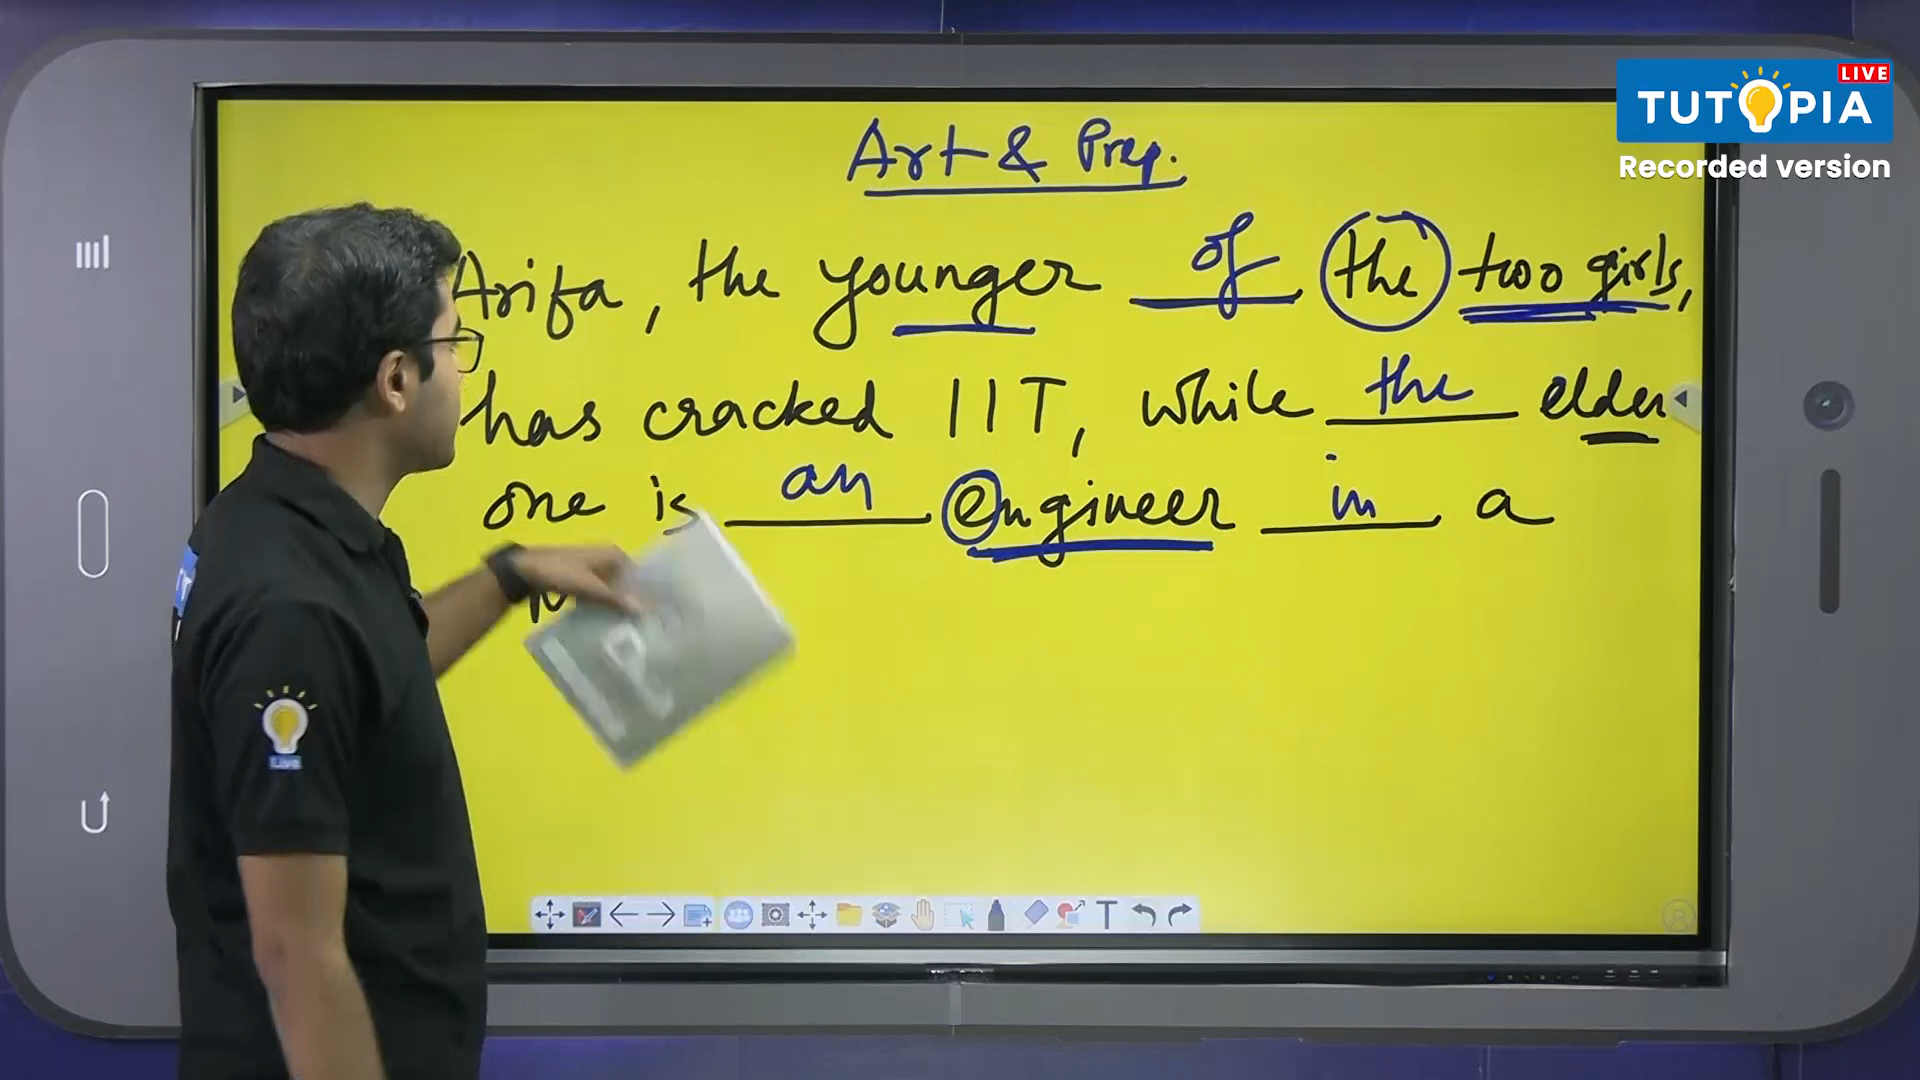 LIVE
TUTOPIA
Recorded version
Art & Prep.
Arifa, the younger of the two girls,
has cracked IIT, while the elder
one is an engineer in a
Live